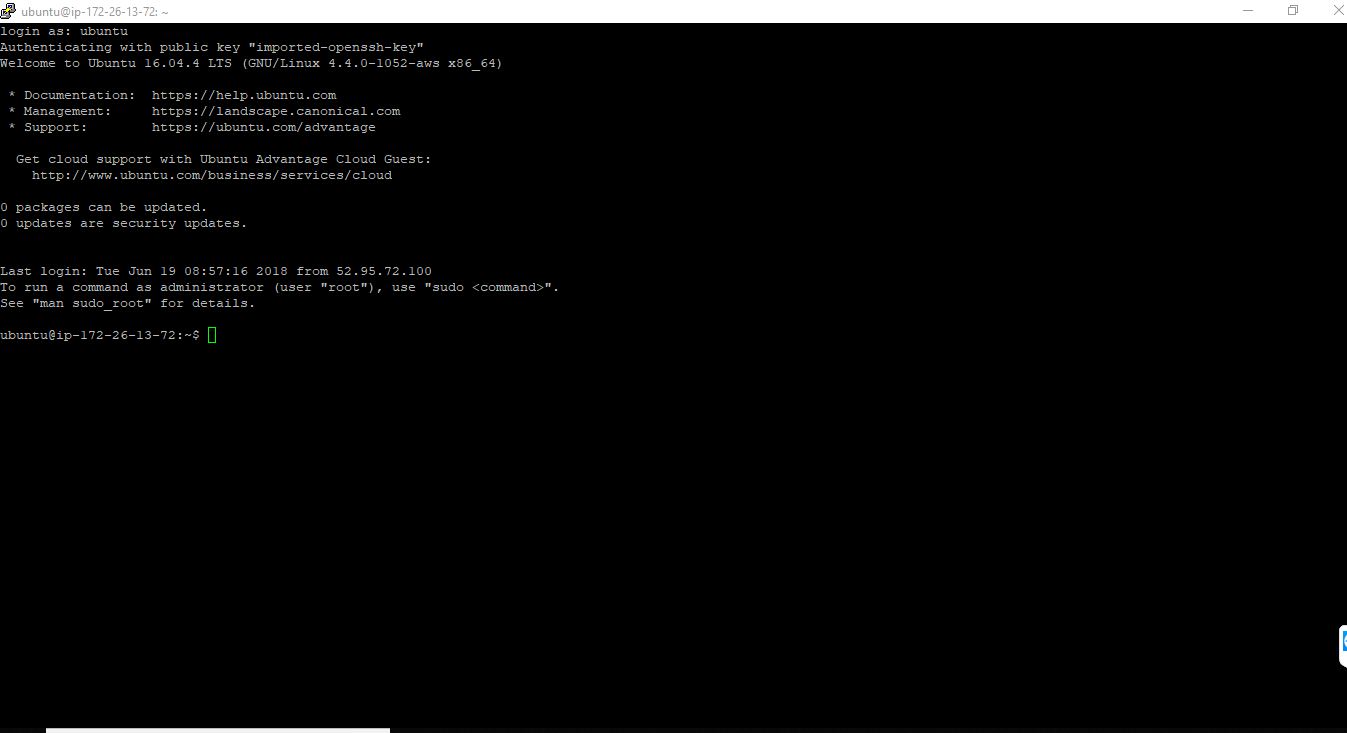 ubuntu@ip-172-26-13-72: ~
login as: ubuntu
Authenticating with public key "imported-openssh-key"
Welcome to Ubuntu 16.04.4 LTS (GNU/Linux 4.4.0-1052-aws x86_64)
* Documentation:  https://help.ubuntu.com
* Management:     https://landscape.canonical.com
* Support:        https://ubuntu.com/advantage
Get cloud support with Ubuntu Advantage Cloud Guest:
http://www.ubuntu.com/business/services/cloud
0 packages can be updated.
0 updates are security updates.
Last login: Tue Jun 19 08:57:16 2018 from 52.95.72.100
To run a command as administrator (user "root"), use "sudo <command>".
See "man sudo_root" for details.
ubuntu@ip-172-26-13-72:~$